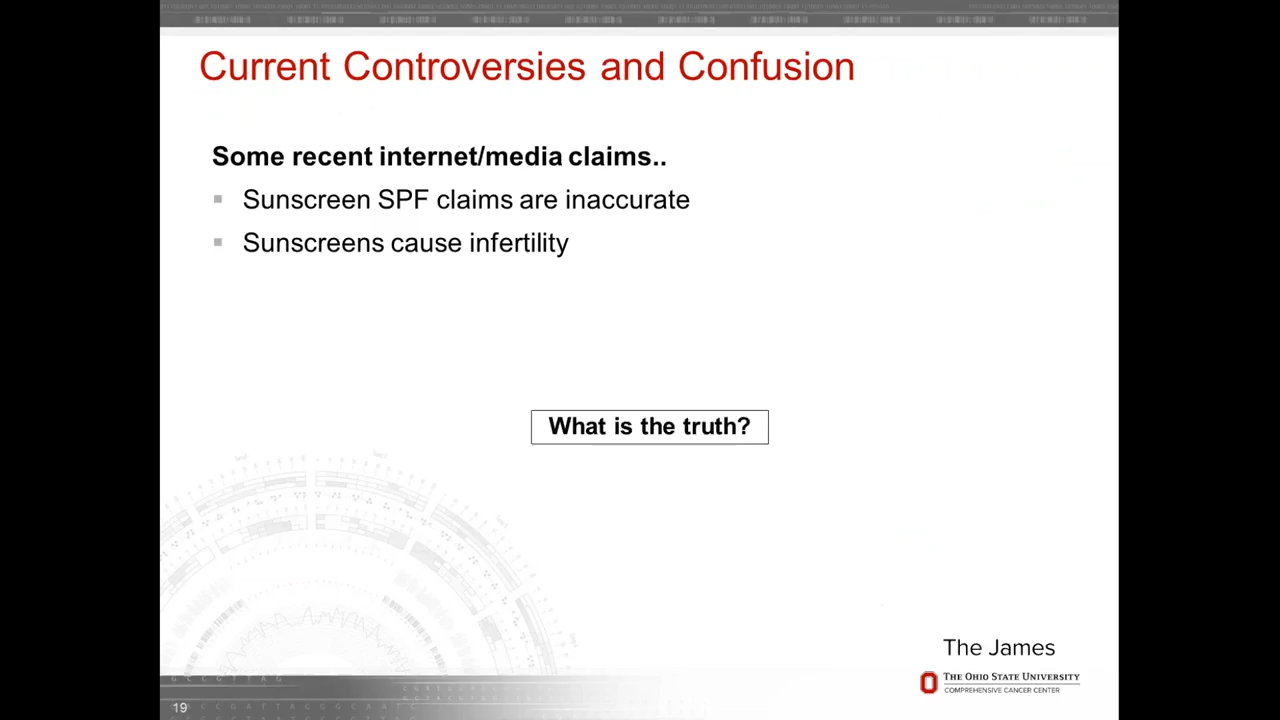 Current Controversies and Confusion
Some recent internet/media claims..
Sunscreen SPF claims are inaccurate
Sunscreens cause infertility
What is the truth?
The James
THE OHIO STATE UNIVERSITY
COMPREHENSIVE CANCER CENTER
G C C G T T A G
19